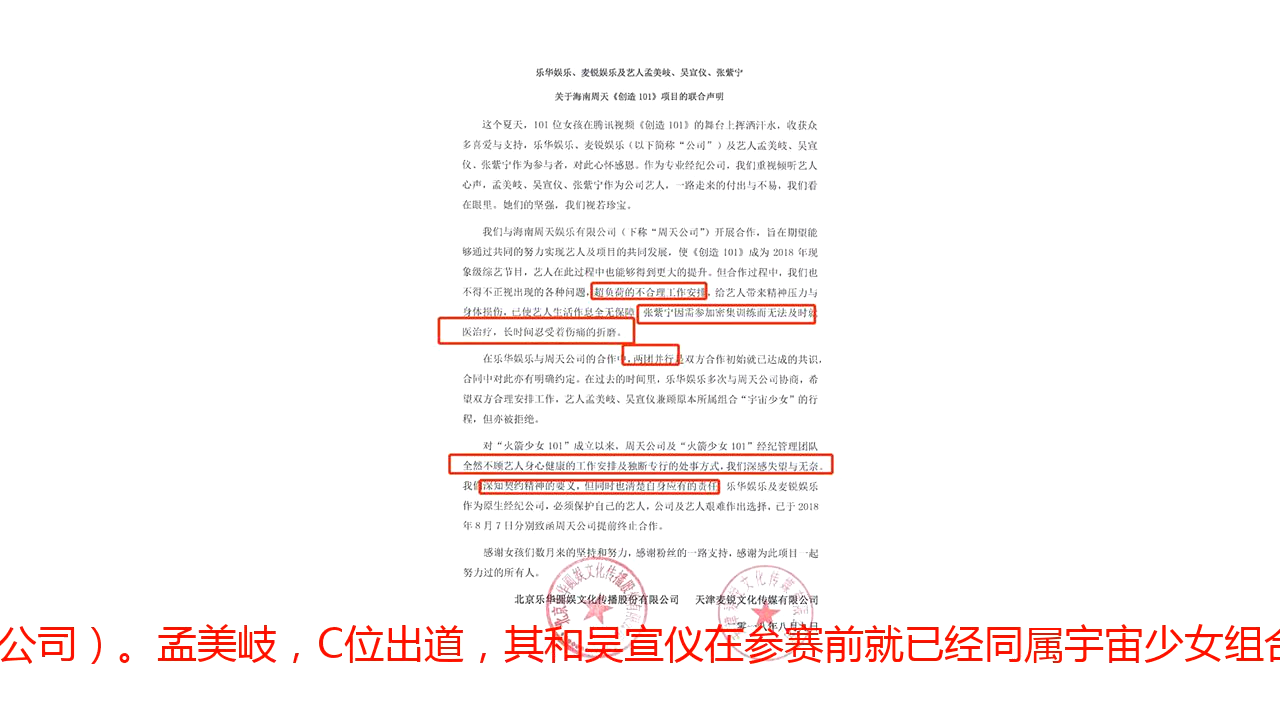 乐华娱乐、麦锐娱乐及艺人孟美岐、吴宣仪、张紫宁
关于海南周天《创造 101》项目的联合声明
这个夏天，101 位女孩在腾讯视频《创造 101》的舞台上挥洒汗水，收获众
多喜爱与支持，乐华娱乐、麦锐娱乐（以下简称“公司”）及艺人孟美岐、吴宣
仪、张紫宁作为参与者，对此心怀感恩。作为专业经纪公司，我们重视倾听艺人
心声，孟美岐、吴宣仪、张紫宁作为公司艺人，一路走来的付出与不易，我们看
在眼里。她们的坚强，我们视若珍宝。
我们与海南周天娱乐有限公司（下称“周天公司”）开展合作，旨在期望能
够通过共同的努力实现艺人及项目的共同发展，使《创造 101》成为 2018 年现
象级综艺节目，艺人在此过程中也能够得到更大的提升。但合作过程中，我们也
不得不正视出现的各种问题，超负荷的不合理工作安排，给艺人带来精神压力与
身体损伤，已使艺人生活作息全无保障，张紫宁因需参加密集训练而无法及时就
医治疗，长时间忍受着伤痛的折磨。
在乐华娱乐与周天公司的合作中，两团并行是双方合作初始就已达成的共识，
合同中对此亦有明确约定。在过去的时间里，乐华娱乐多次与周天公司协商，希
望双方合理安排工作，艺人孟美岐、吴宣仪兼顾原本所属组合“宇宙少女”的行
程，但亦被拒绝。
对“火箭少女 101”成立以来，周天公司及“火箭少女 101”经纪管理团队
全然不顾艺人身心健康的工作安排及独断专行的处事方式，我们深感失望与无奈。
我们深知契约精神的要义，但同时也清楚自身应有的责任，乐华娱乐及麦锐娱乐
作为原生经纪公司，必须保护自己的艺人，公司及艺人艰难作出选择，已于 2018
年 8 月 7 日分别致函周天公司提前终止合作。
感谢女孩们数月来的坚持和努力，感谢粉丝的一路支持，感谢为此项目一起
努力过的所有人。
北京乐华圆娱文化传播股份有限公司 天津麦锐文化传媒有限公司
二零一八年八月九日
公司）。孟美岐，C位出道，其和吴宣仪在参赛前就已经同属宇宙少女组合